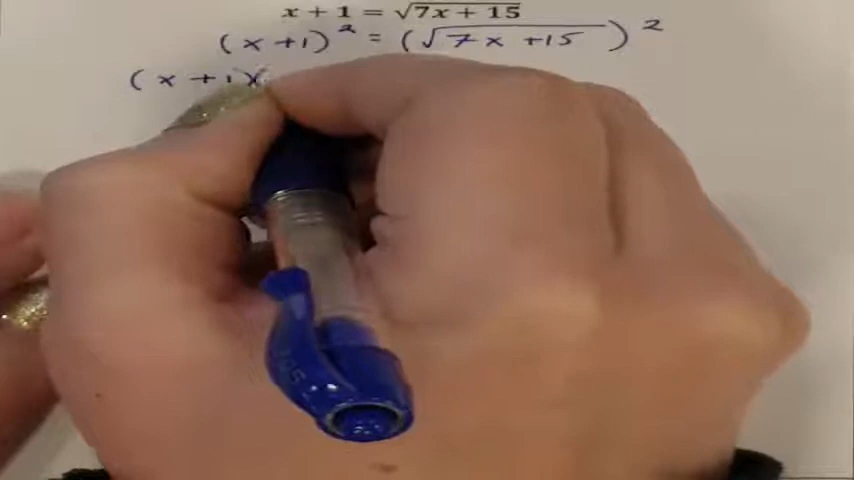 x + 1 = √7x + 15
(x+1)² = (√7x +15)²
(x+1)